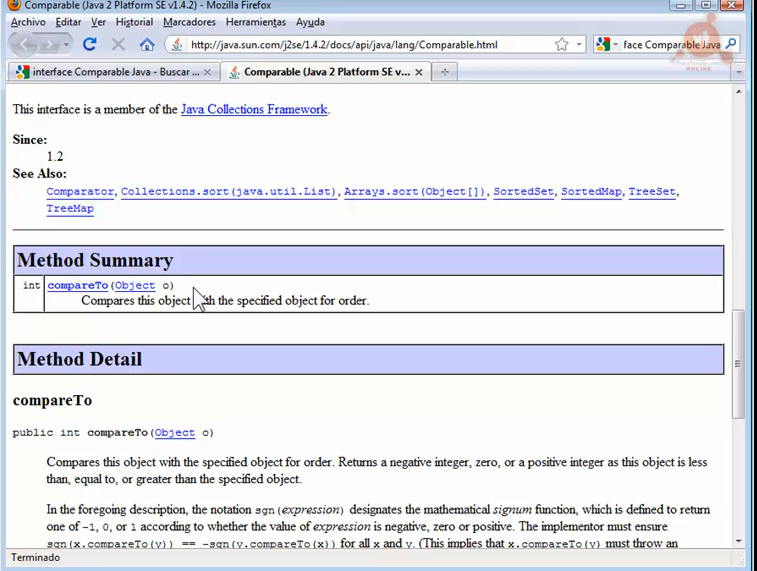 Comparable (Java 2 Platform SE v1.4.2) - Mozilla Firefox
Archivo Editar Ver Historial Marcadores Herramientas Ayuda
http://java.sun.com/j2se/1.4.2/docs/api/java/lang/Comparable.html
face Comparable Java
interface Comparable Java - Buscar ...
Comparable (Java 2 Platform SE v...
This interface is a member of the Java Collections Framework.
Since:
1.2
See Also:
Comparator, Collections.sort(java.util.List), Arrays.sort(Object[]), SortedSet, SortedMap, TreeSet,
TreeMap
Method Summary
int compareTo(Object o)
Compares this object with the specified object for order.
Method Detail
compareTo
public int compareTo(Object o)
Compares this object with the specified object for order. Returns a negative integer, zero, or a positive integer as this object is less
than, equal to, or greater than the specified object.
In the foregoing description, the notation sgn(expression) designates the mathematical signum function, which is defined to return
one of -1, 0, or 1 according to whether the value of expression is negative, zero or positive. The implementor must ensure
sgn(x.compareTo(y)) == -sgn(y.compareTo(x)) for all x and y. (This implies that x.compareTo(y) must throw an
Terminado